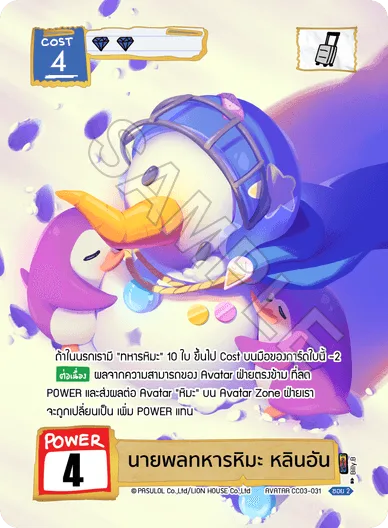 COST
4
SAMPLE
ถ้าในนรกเรามี "ทหารหิมะ" 10 ใบ ขึ้นไป Cost บนมือของการ์ดใบนี้ -2
ต่อเนื่อง ผลจากความสามารถของ Avatar ฝ่ายตรงข้าม ที่ลด
POWER และส่งผลต่อ Avatar "หิมะ" บน Avatar Zone ฝ่ายเรา
จะถูกเปลี่ยนเป็น เพิ่ม POWER แทน
POWER
4
นายพลทหารหิมะ หลินอัน
Billy.B
© PASULOL Co.,Ltd/LION HOUSE Co.,Ltd AVATAR CC03-031 ซอง 2